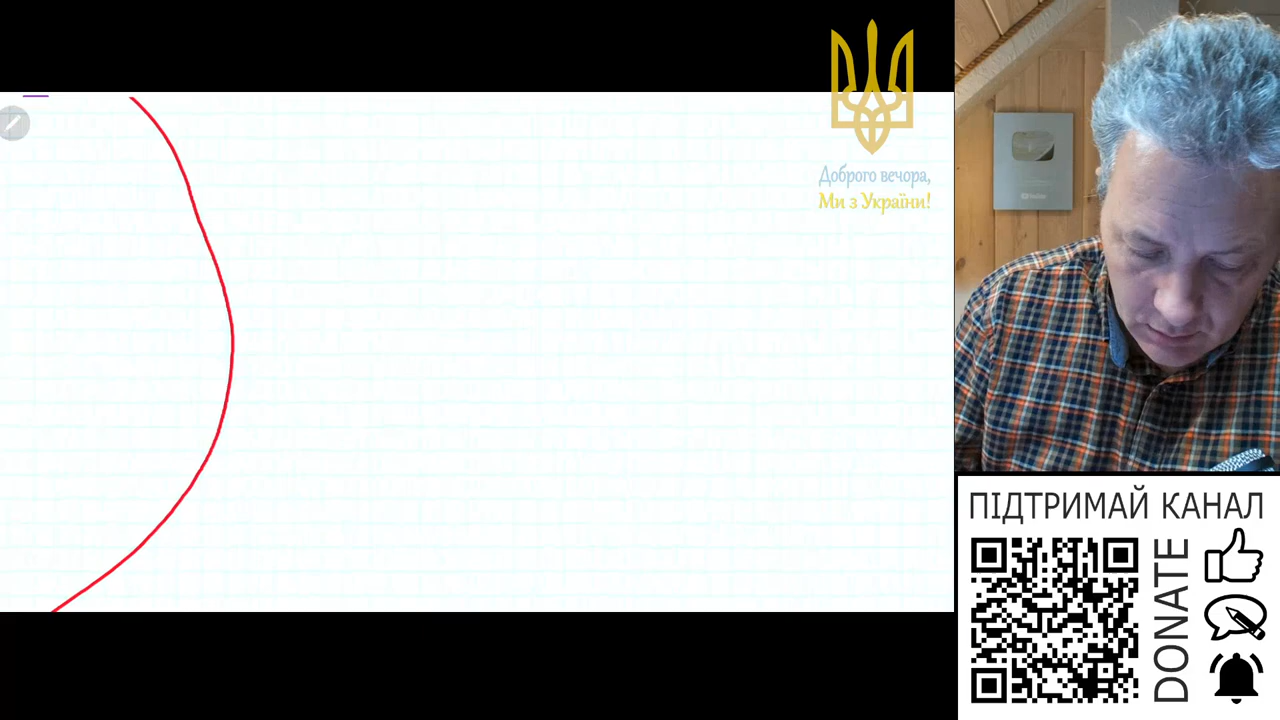 Доброго вечора,
Ми з України!
ПІДТРИМАЙ КАНАЛ
DONATE